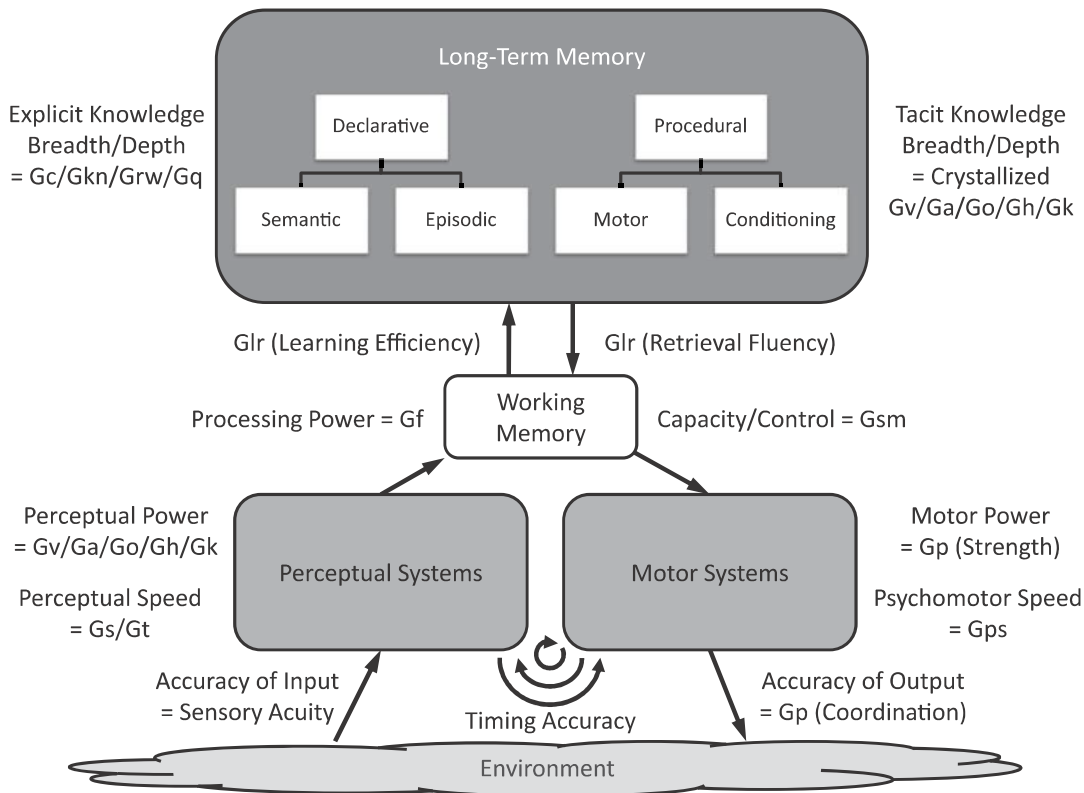 Long-Term Memory
Explicit Knowledge
Breadth/Depth
= Gc/Gkn/Grw/Gq
Declarative
Procedural
Semantic
Episodic
Motor
Conditioning
Tacit Knowledge
Breadth/Depth
= Crystallized
Gv/Ga/Go/Gh/Gk
Glr (Learning Efficiency)
Glr (Retrieval Fluency)
Processing Power = Gf
Working
Memory
Capacity/Control = Gsm
Perceptual Power
= Gv/Ga/Go/Gh/Gk
Perceptual Speed
= Gs/Gt
Perceptual Systems
Motor Systems
Motor Power
= Gp (Strength)
Psychomotor Speed
= Gps
Accuracy of Input
= Sensory Acuity
Timing Accuracy
Accuracy of Output
= Gp (Coordination)
Environment